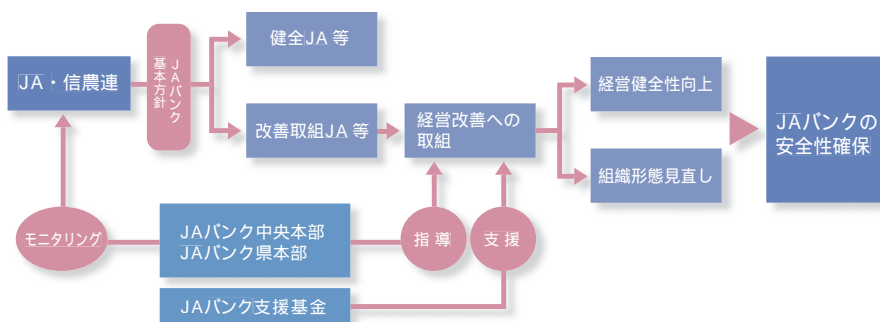 JA・信農連
JAバンク
基本方針
健全JA等
改善取組JA等
経営改善への
取組
経営健全性向上
組織形態見直し
JAバンクの
安全性確保
モニタリング
JAバンク中央本部
JAバンク県本部
指導
支援
JAバンク支援基金